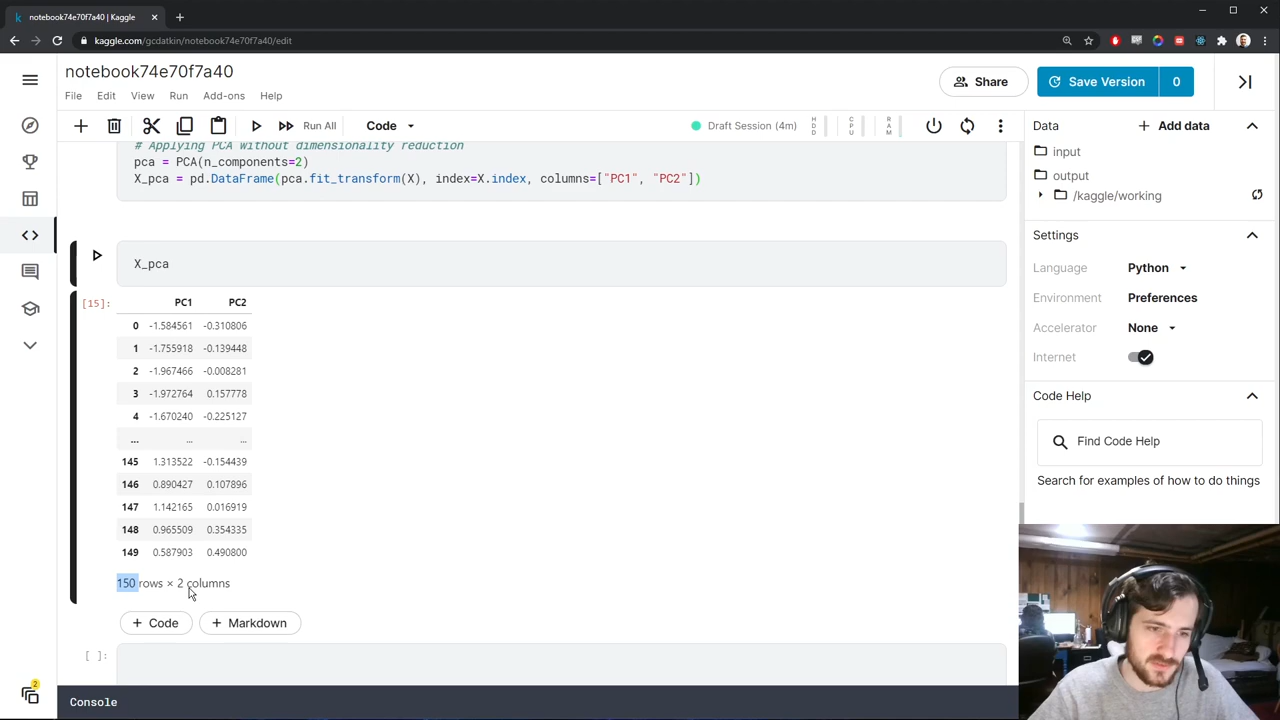 notebook74e70f7a40 | Kaggle
kaggle.com/gcdatkin/notebook74e70f7a40/edit
notebook74e70f7a40
File Edit View Run Add-ons Help
Share
Save Version 0
Run All
Code
Draft Session (4m)
HDD
CPU
RAM
# Applying PCA without dimensionality reduction
pca = PCA(n_components=2)
X_pca = pd.DataFrame(pca.fit_transform(X), index=X.index, columns=["PC1", "PC2"])
X_pca
[15]:
PC1 PC2
0 -1.584561 -0.310806
1 -1.755918 -0.139448
2 -1.967466 -0.008281
3 -1.972764 0.157778
4 -1.670240 -0.225127
... ... ...
145 1.313522 -0.154439
146 0.890427 0.107896
147 1.142165 0.016919
148 0.965509 0.354335
149 0.587903 0.490800
150 rows × 2 columns
+ Code
+ Markdown
[ ]:
Console
2
Data
+ Add data
input
output
/kaggle/working
Settings
Language Python
Environment Preferences
Accelerator None
Internet
Code Help
Find Code Help
Search for examples of how to do things